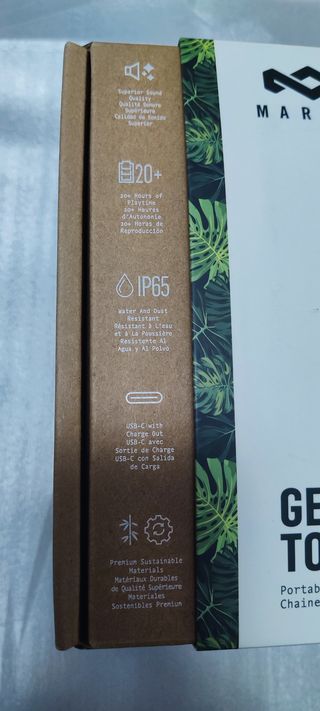 Superior Sound
Quality
Qualité Sonore
Supérieure
Calidad de Sonido
Superior
20+
20+ Hours of
Playtime
20+ Heures
d'Autonomie
20+ Horas de
Reproducción
IP65
Water And Dust
Resistant
Résistant à L'eau
et à La Poussière
Resistente Al
Agua y Al Polvo
USB-C with
Charge Out
USB-C avec
Sortie de Charge
USB-C con Salida
de Carga
Premium Sustainable
Materials
Matériaux Durables
de Qualité Supérieure
Materiales
Sostenibles Premium
MAR
GE
TO
Portab
Chaine